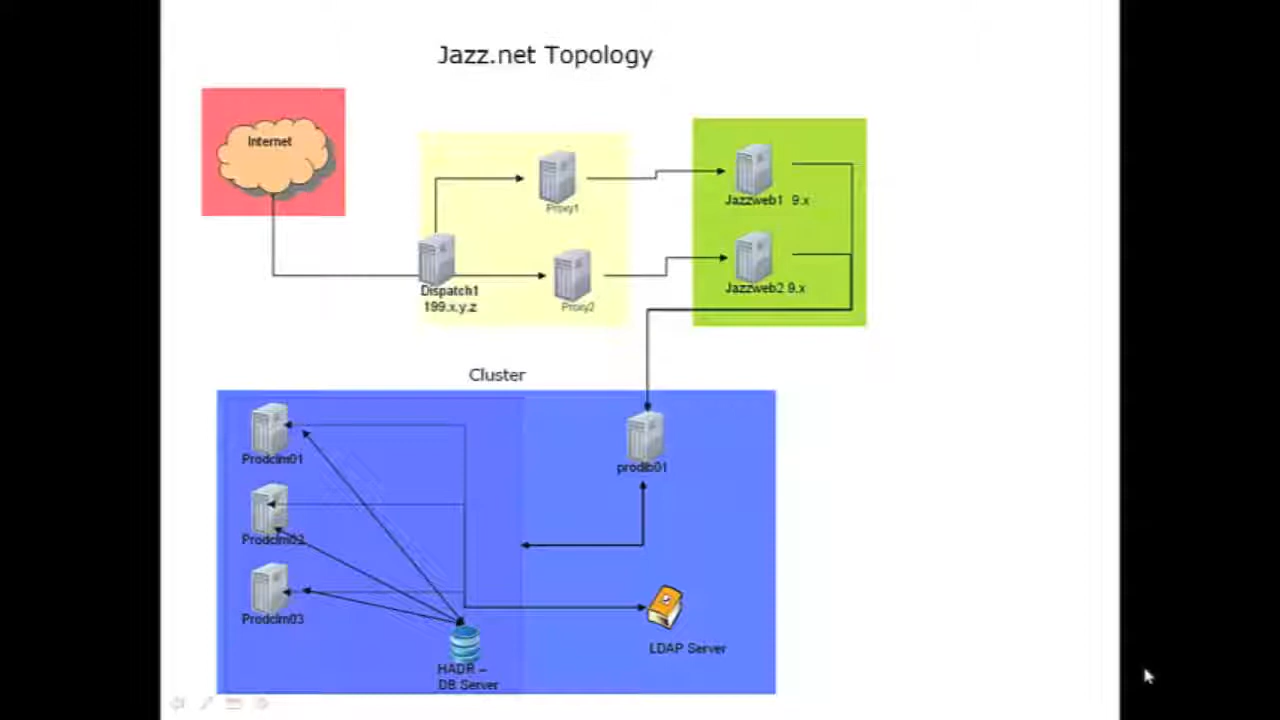 Jazz.net Topology
Internet
Proxy1
Jazzweb1 9.x
Dispatch1
199.x.y.z
Proxy2
Jazzweb2 9.x
Cluster
Prodclm01
prodlb01
Prodclm02
Prodclm03
LDAP Server
HADR –
DB Server